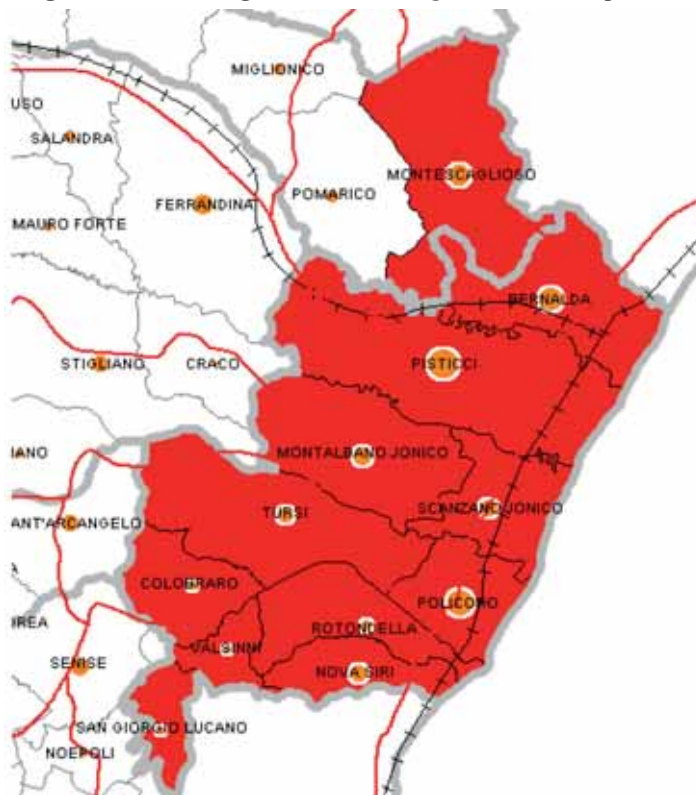 MIGLIONICO
USO
SALANDRA
MONTESCAGLIOSO
POMARICO
FERRANDINA
MAURO FORTE
BERNALDA
STIGLIANO
CRACO
PISTICCI
IANO
MONTALBANO JONICO
TURSI
SCANZANO JONICO
ANT'ARCANGELO
A
COLOBRARO
POLICORO
IREA
ROTONDELLA
VALSINNI
SENISE
NOVA SIRI
SAN GIORGIO LUCANO
NOEPOLI